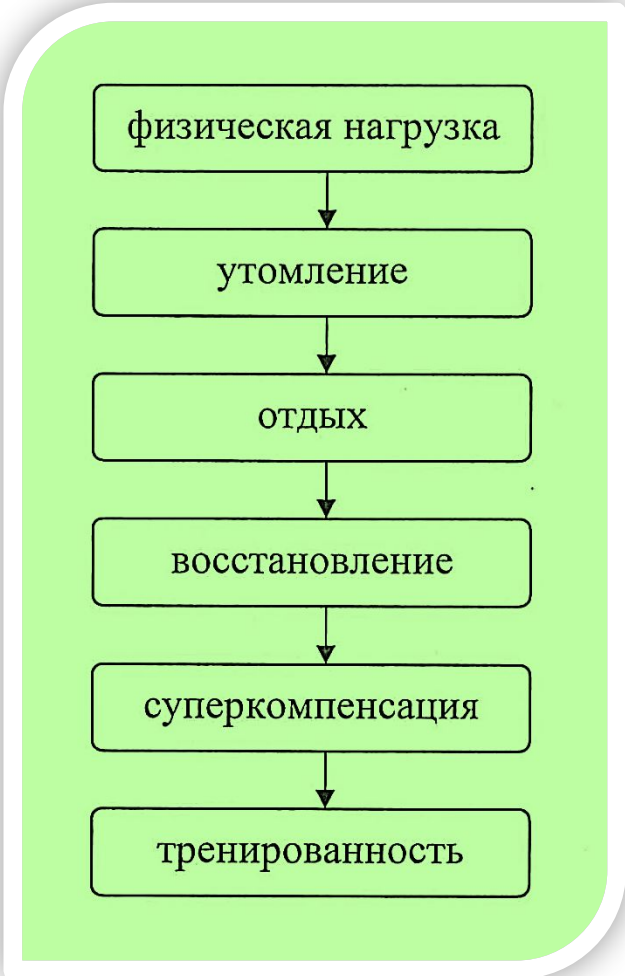 физическая нагрузка
утомление
отдых
восстановление
суперкомпенсация
тренированность